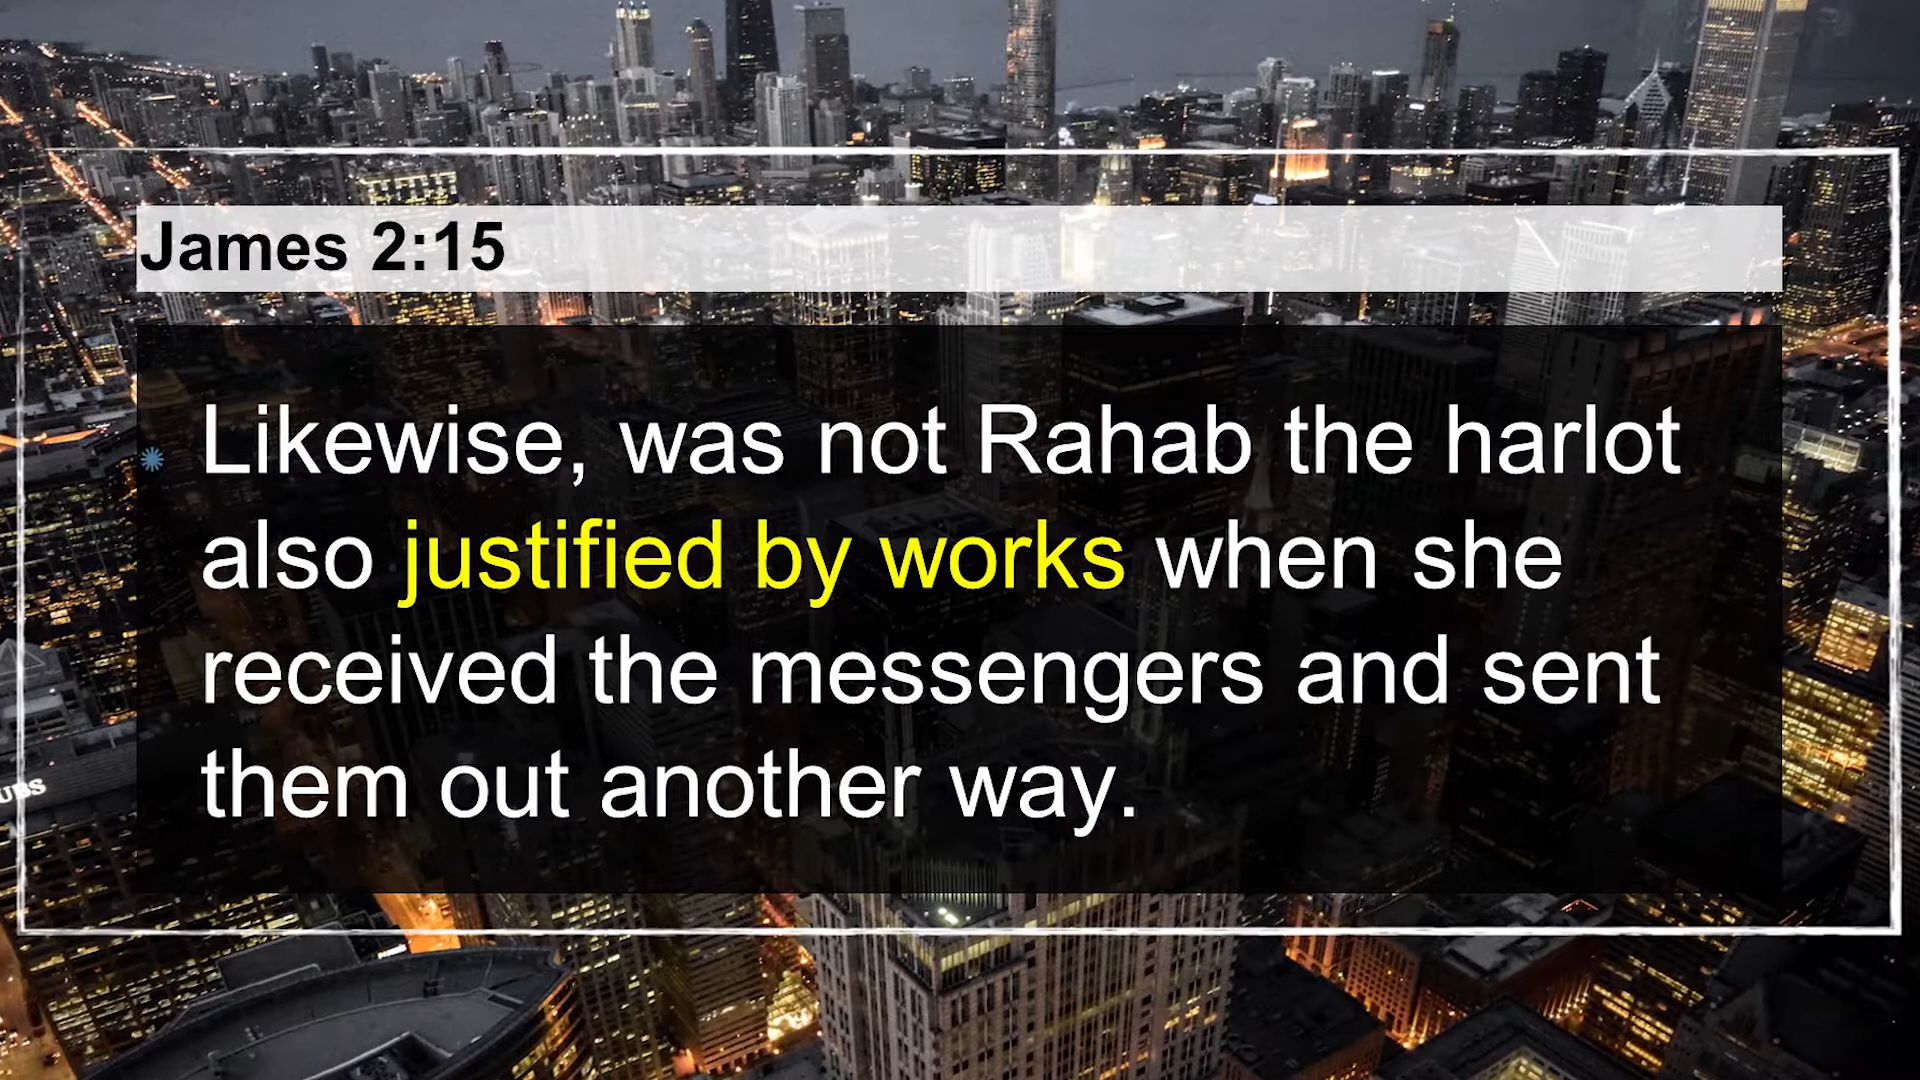 James 2:15
Likewise, was not Rahab the harlot
also justified by works when she
received the messengers and sent
them out another way.
UBS